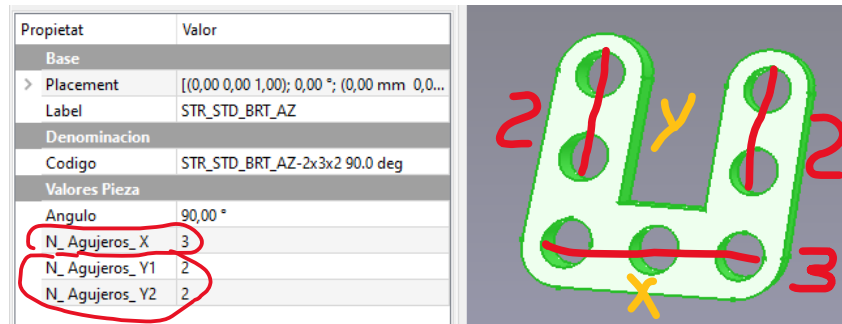 Propietat Valor
Base
Placement [(0,00 0,00 1,00); 0,00 °; (0,00 mm 0,0...
Label STR_STD_BRT_AZ
Denominacion
Codigo STR_STD_BRT_AZ-2x3x2 90.0 deg
Valores Pieza
Angulo 90,00 °
N_ Agujeros_ X 3
N_ Agujeros_ Y1 2
N_ Agujeros_ Y2 2
2 Y 2
X 3